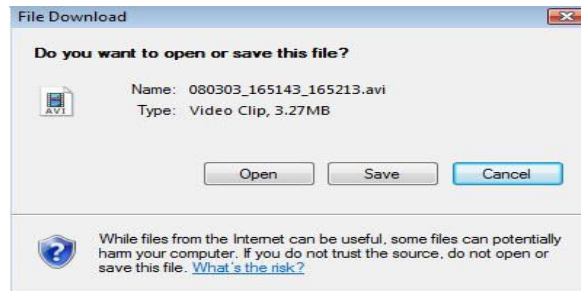 File Download
Do you want to open or save this file?
AVI
Name: 080303_165143_165213.avi
Type: Video Clip, 3.27MB
Open Save Cancel
While files from the Internet can be useful, some files can potentially
harm your computer. If you do not trust the source, do not open or
save this file. What's the risk?